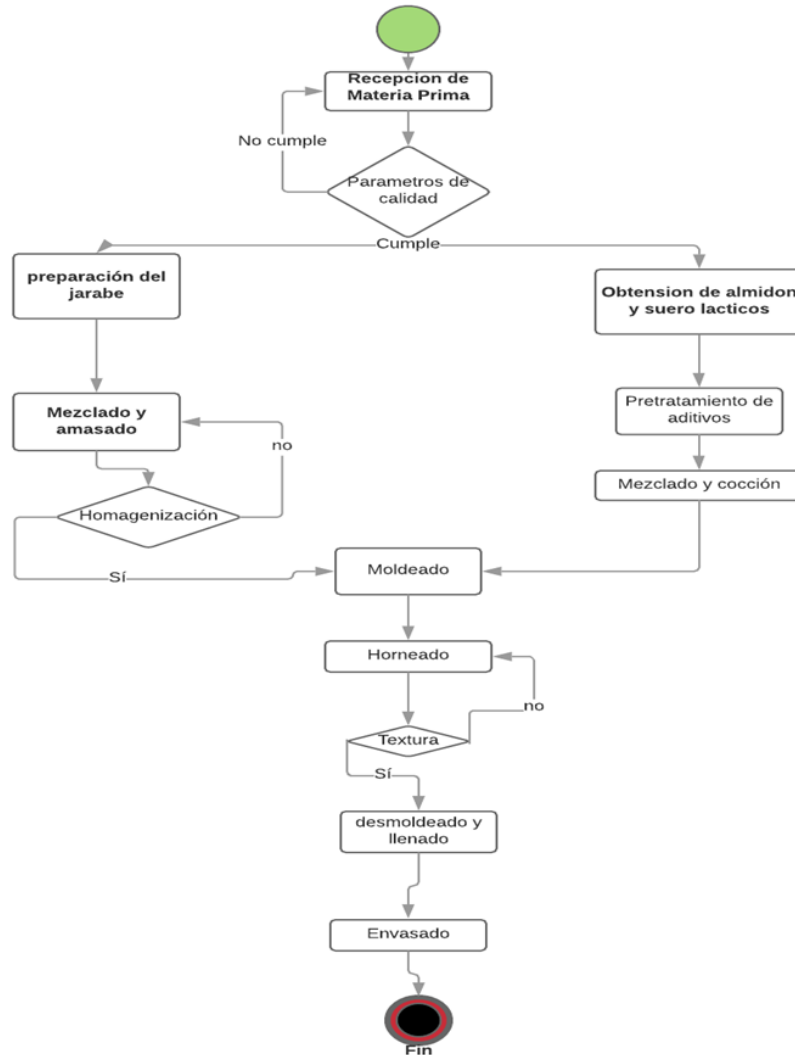 Recepcion de
Materia Prima
No cumple
Parametros de
calidad
Cumple
preparación del
jarabe
Obtension de almidon
y suero lacticos
Mezclado y
amasado
no
Pretratamiento de
aditivos
Mezclado y cocción
Homagenización
Sí
Moldeado
Horneado
no
Textura
Sí
desmoldeado y
llenado
Envasado
Fin